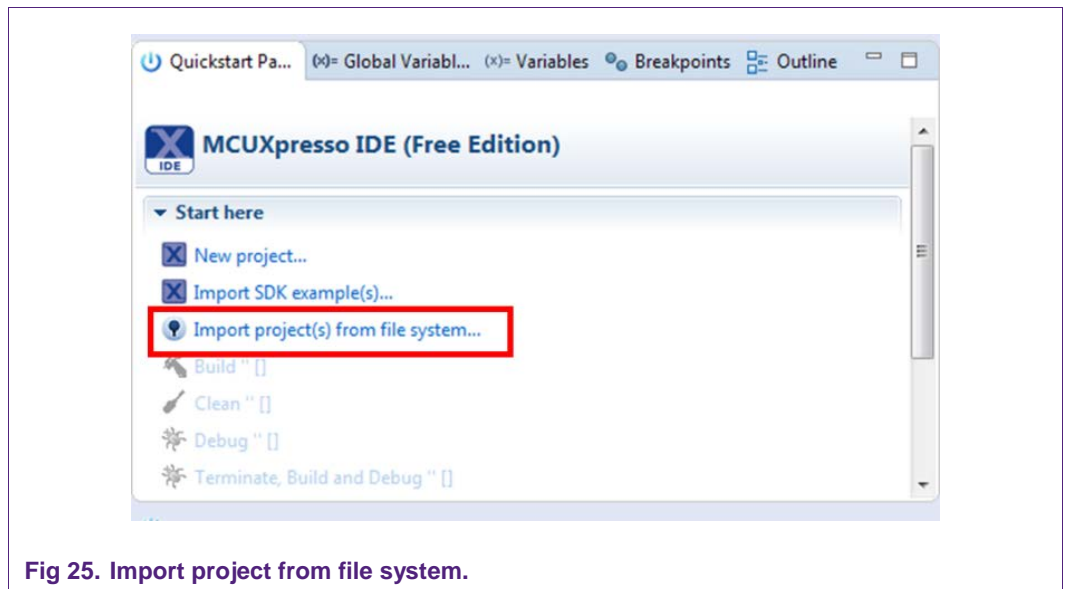 Quickstart Pa... (x)= Global Variabl... (x)= Variables Breakpoints Outline
IDE
MCUXpresso IDE (Free Edition)
Start here
New project...
Import SDK example(s)...
Import project(s) from file system...
Build '' []
Clean '' []
Debug '' []
Terminate, Build and Debug '' []
Fig 25. Import project from file system.